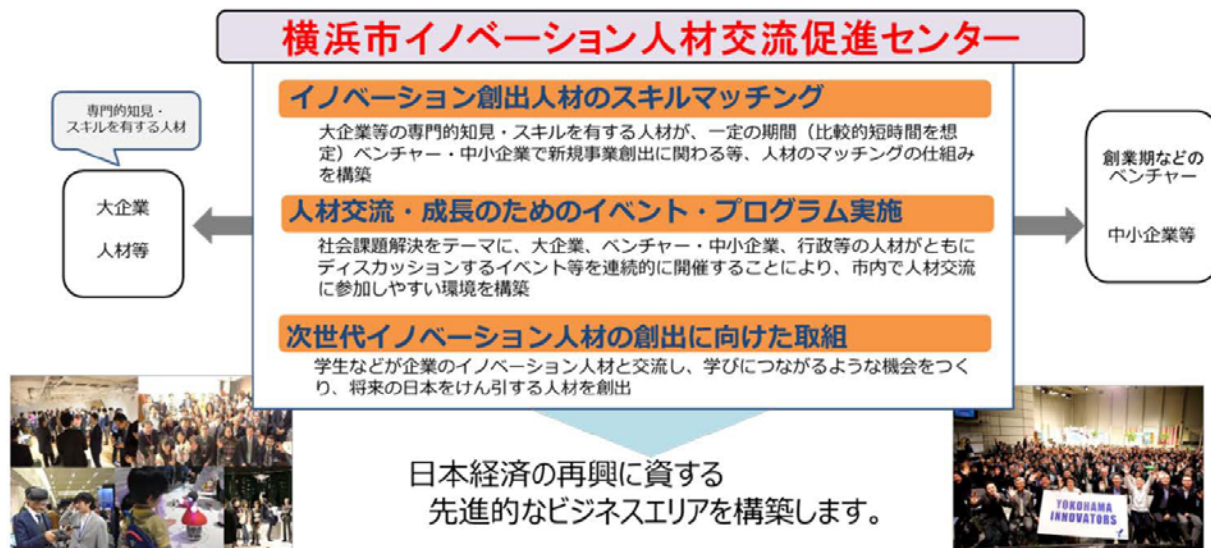 横浜市イノベーション人材交流促進センター
専門的知見・
スキルを有する人材
大企業
人材等
イノベーション創出人材のスキルマッチング
大企業等の専門的知見・スキルを有する人材が、一定の期間（比較的短時間を想
定）ベンチャー・中小企業で新規事業創出に関わる等、人材のマッチングの仕組み
を構築
人材交流・成長のためのイベント・プログラム実施
社会課題解決をテーマに、大企業、ベンチャー・中小企業、行政等の人材がともに
ディスカッションするイベント等を連続的に開催することにより、市内で人材交流
に参加しやすい環境を構築
次世代イノベーション人材の創出に向けた取組
学生などが企業のイノベーション人材と交流し、学びにつながるような機会をつく
り、将来の日本をけん引する人材を創出
創業期などの
ベンチャー
中小企業等
日本経済の再興に資する
先進的なビジネスエリアを構築します。
YOKOHAMA
INNOVATORS